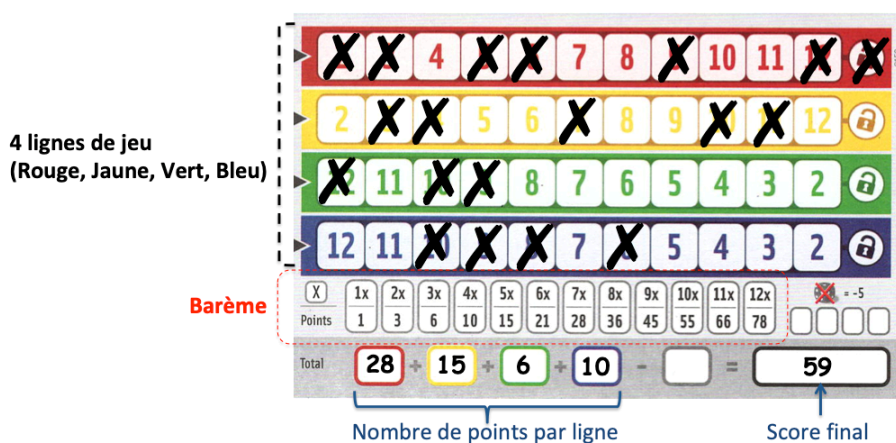 4 7 8 10 11
2 5 6 8 9 12
4 lignes de jeu
(Rouge, Jaune, Vert, Bleu)
11 8 7 6 5 4 3 2
12 11 7 5 4 3 2
Barème
X 1x 2x 3x 4x 5x 6x 7x 8x 9x 10x 11x 12x = -5
Points 1 3 6 10 15 21 28 36 45 55 66 78
Total 28 + 15 + 6 + 10 - = 59
Nombre de points par ligne
Score final